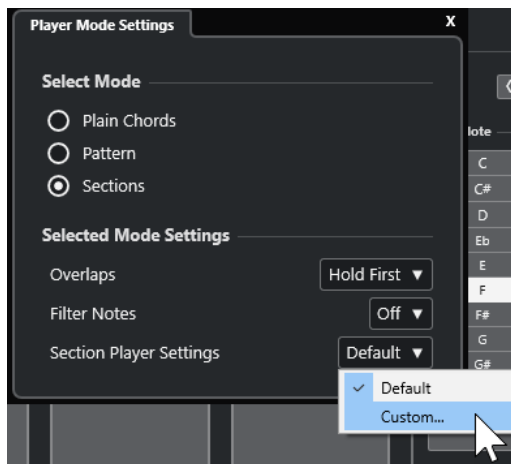 Player Mode Settings
X
Select Mode
Plain Chords
Pattern
Sections
Selected Mode Settings
Overlaps Hold First
Filter Notes Off
Section Player Settings Default
Default
Custom...
C
C#
D
Eb
E
F
F#
G
G#